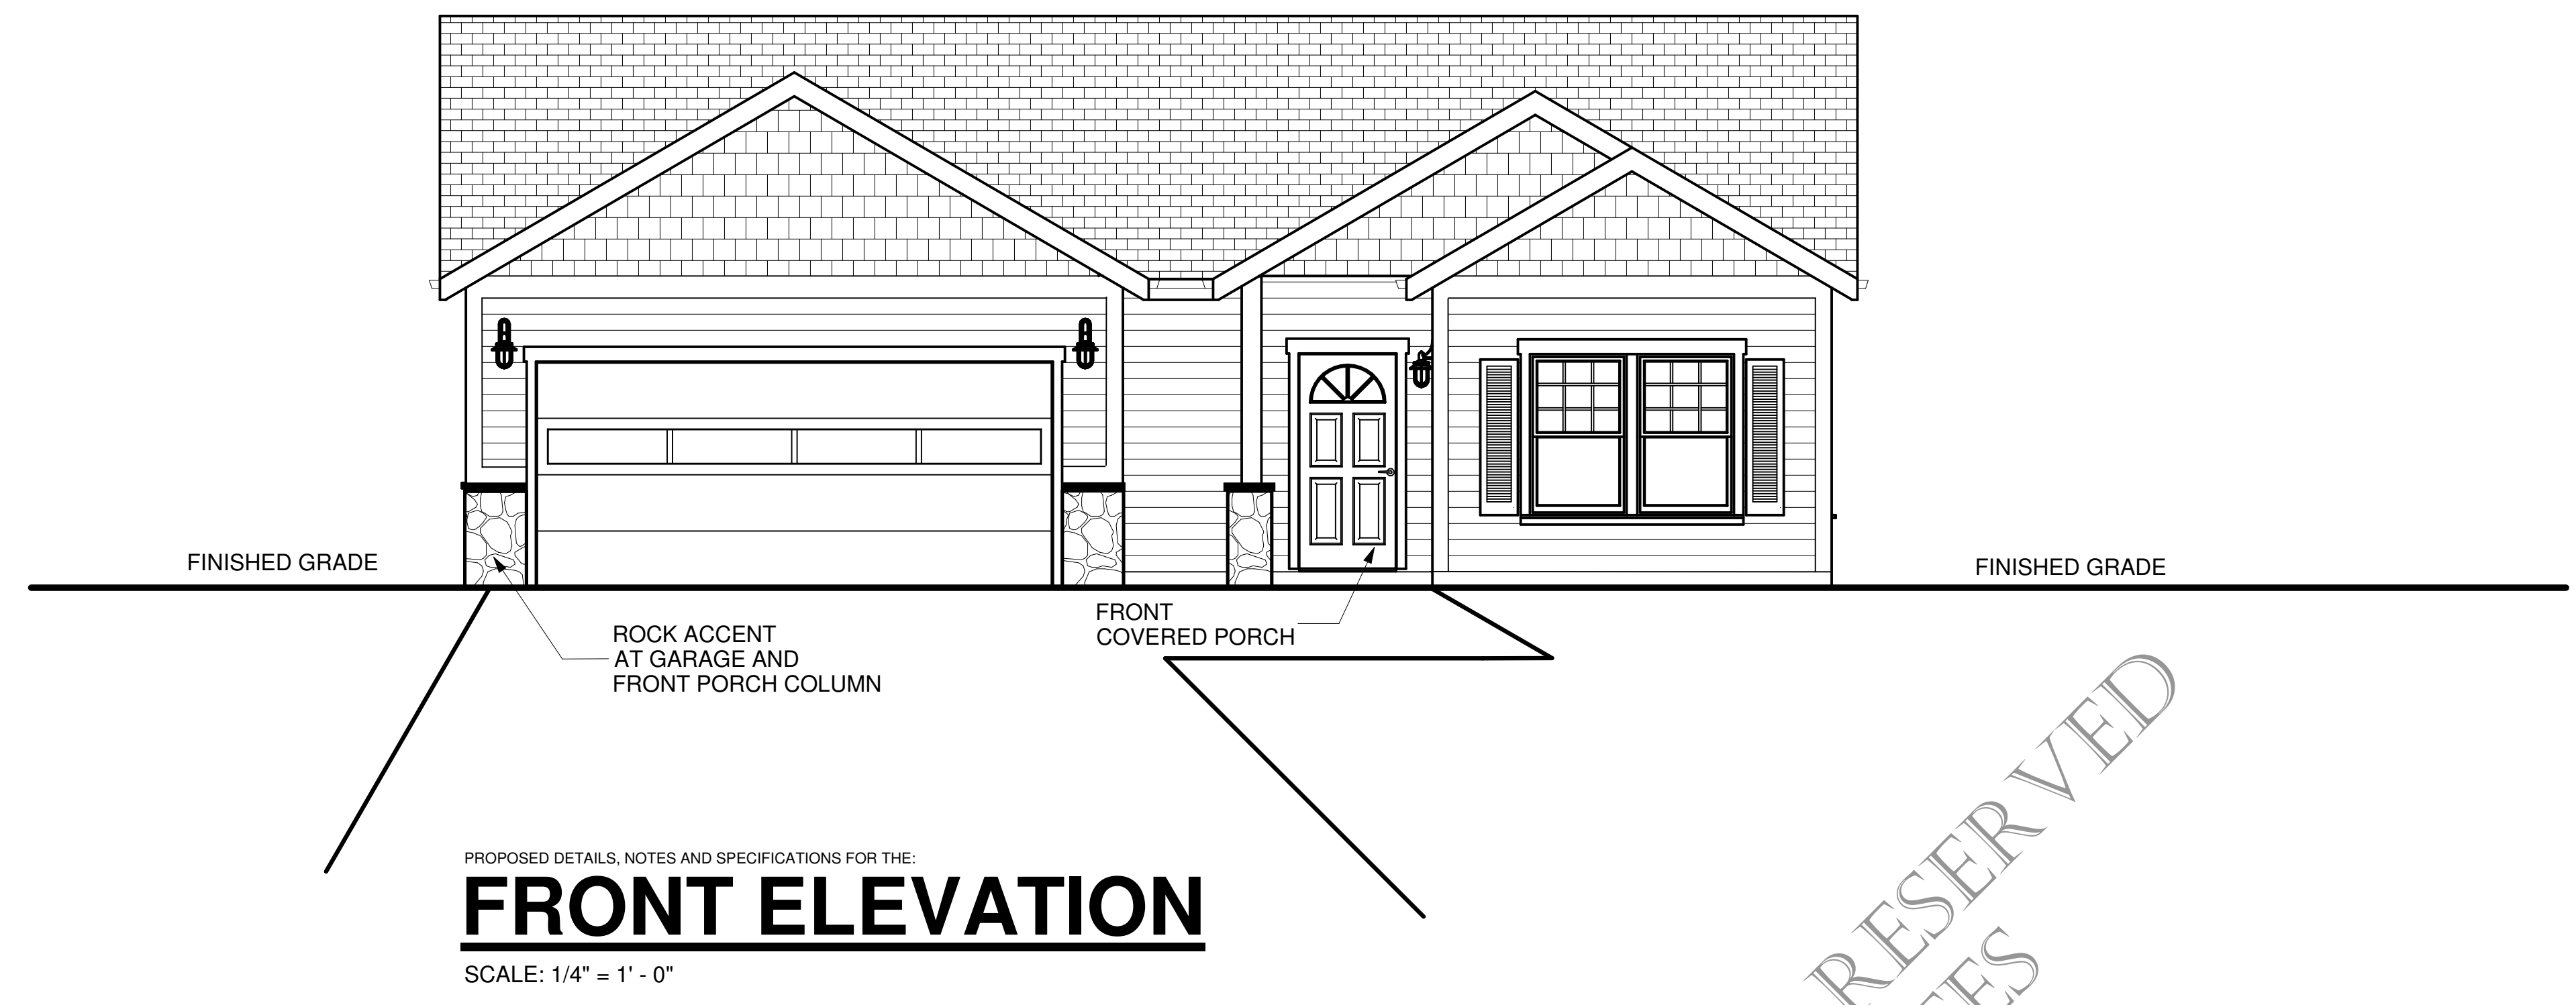 FINISHED GRADE
FINISHED GRADE
ROCK ACCENT
AT GARAGE AND
FRONT PORCH COLUMN
FRONT
COVERED PORCH
PROPOSED DETAILS, NOTES AND SPECIFICATIONS FOR THE:
FRONT ELEVATION
SCALE: 1/4" = 1' - 0"
RESERVED